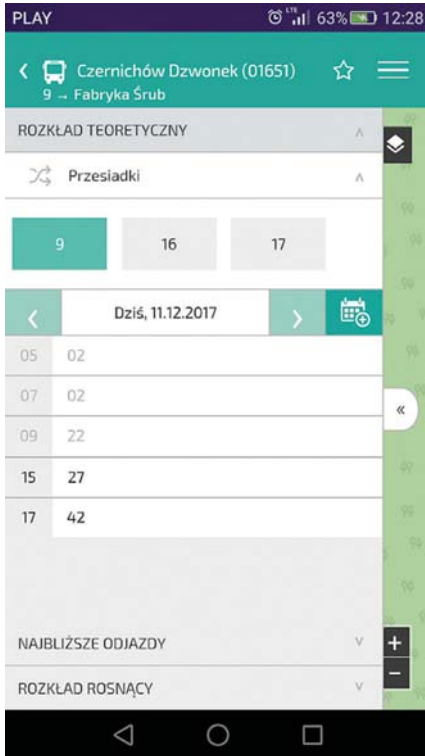 PLAY LTE 63% 12:28
Czernichów Dzwonek (01651)
9 → Fabryka Śrub
ROZKŁAD TEORETYCZNY
Przesiadki
9 16 17
Dziś, 11.12.2017
05 02
07 02
09 22
15 27
17 42
NAJBLIŻSZE ODJAZDY
ROZKŁAD ROSNĄCY